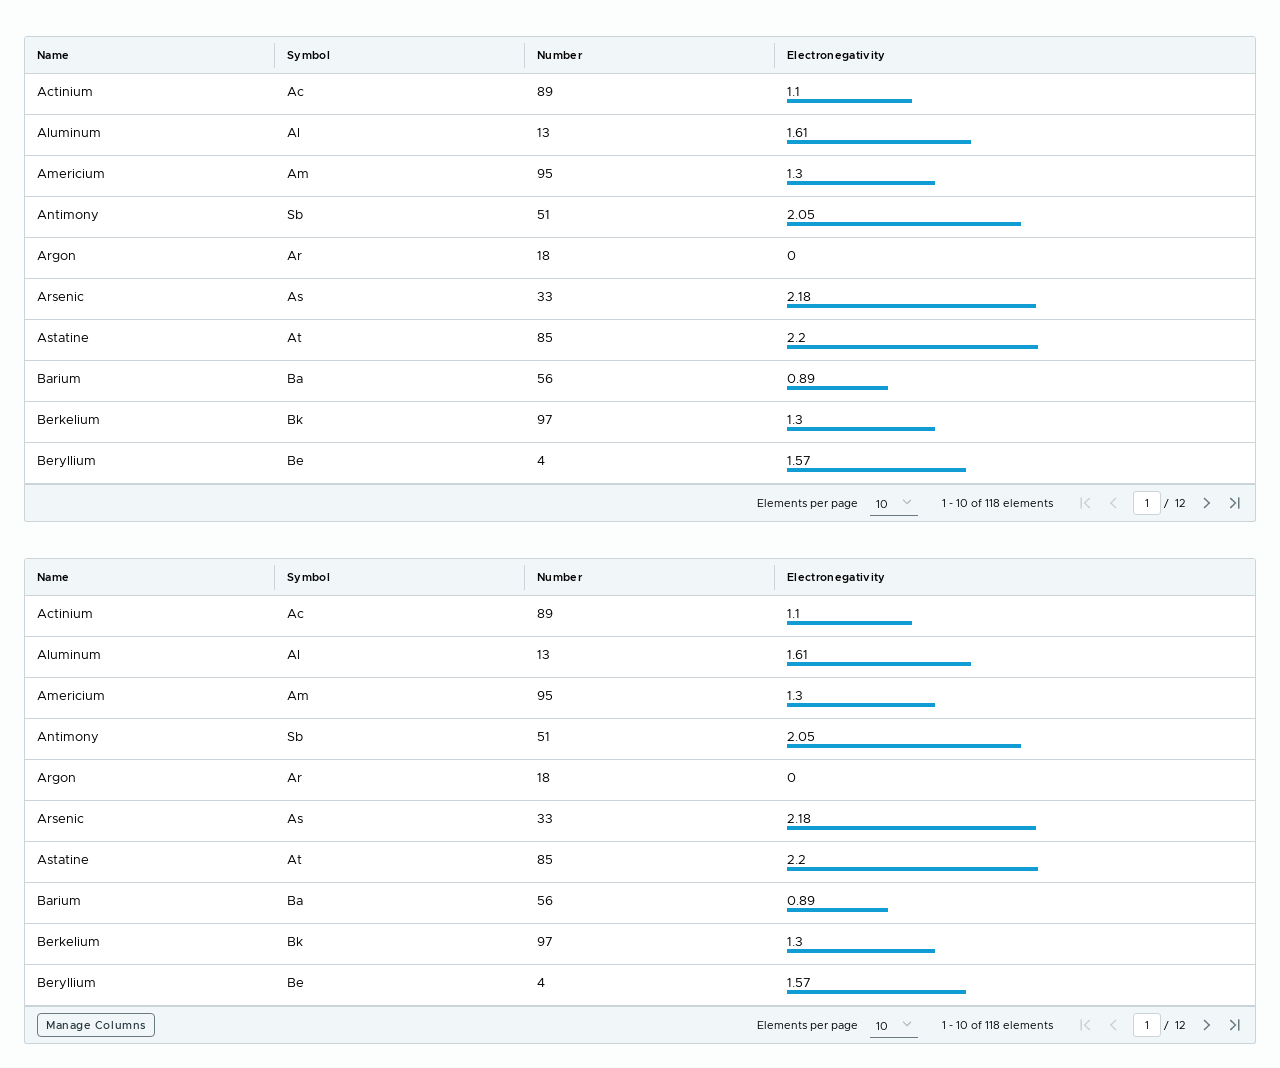 Name Symbol Number Electronegativity
Actinium Ac 89 1.1
Aluminum Al 13 1.61
Americium Am 95 1.3
Antimony Sb 51 2.05
Argon Ar 18 0
Arsenic As 33 2.18
Astatine At 85 2.2
Barium Ba 56 0.89
Berkelium Bk 97 1.3
Beryllium Be 4 1.57
Elements per page 10 1 - 10 of 118 elements 1 / 12
Name Symbol Number Electronegativity
Actinium Ac 89 1.1
Aluminum Al 13 1.61
Americium Am 95 1.3
Antimony Sb 51 2.05
Argon Ar 18 0
Arsenic As 33 2.18
Astatine At 85 2.2
Barium Ba 56 0.89
Berkelium Bk 97 1.3
Beryllium Be 4 1.57
Manage Columns Elements per page 10 1 - 10 of 118 elements 1 / 12